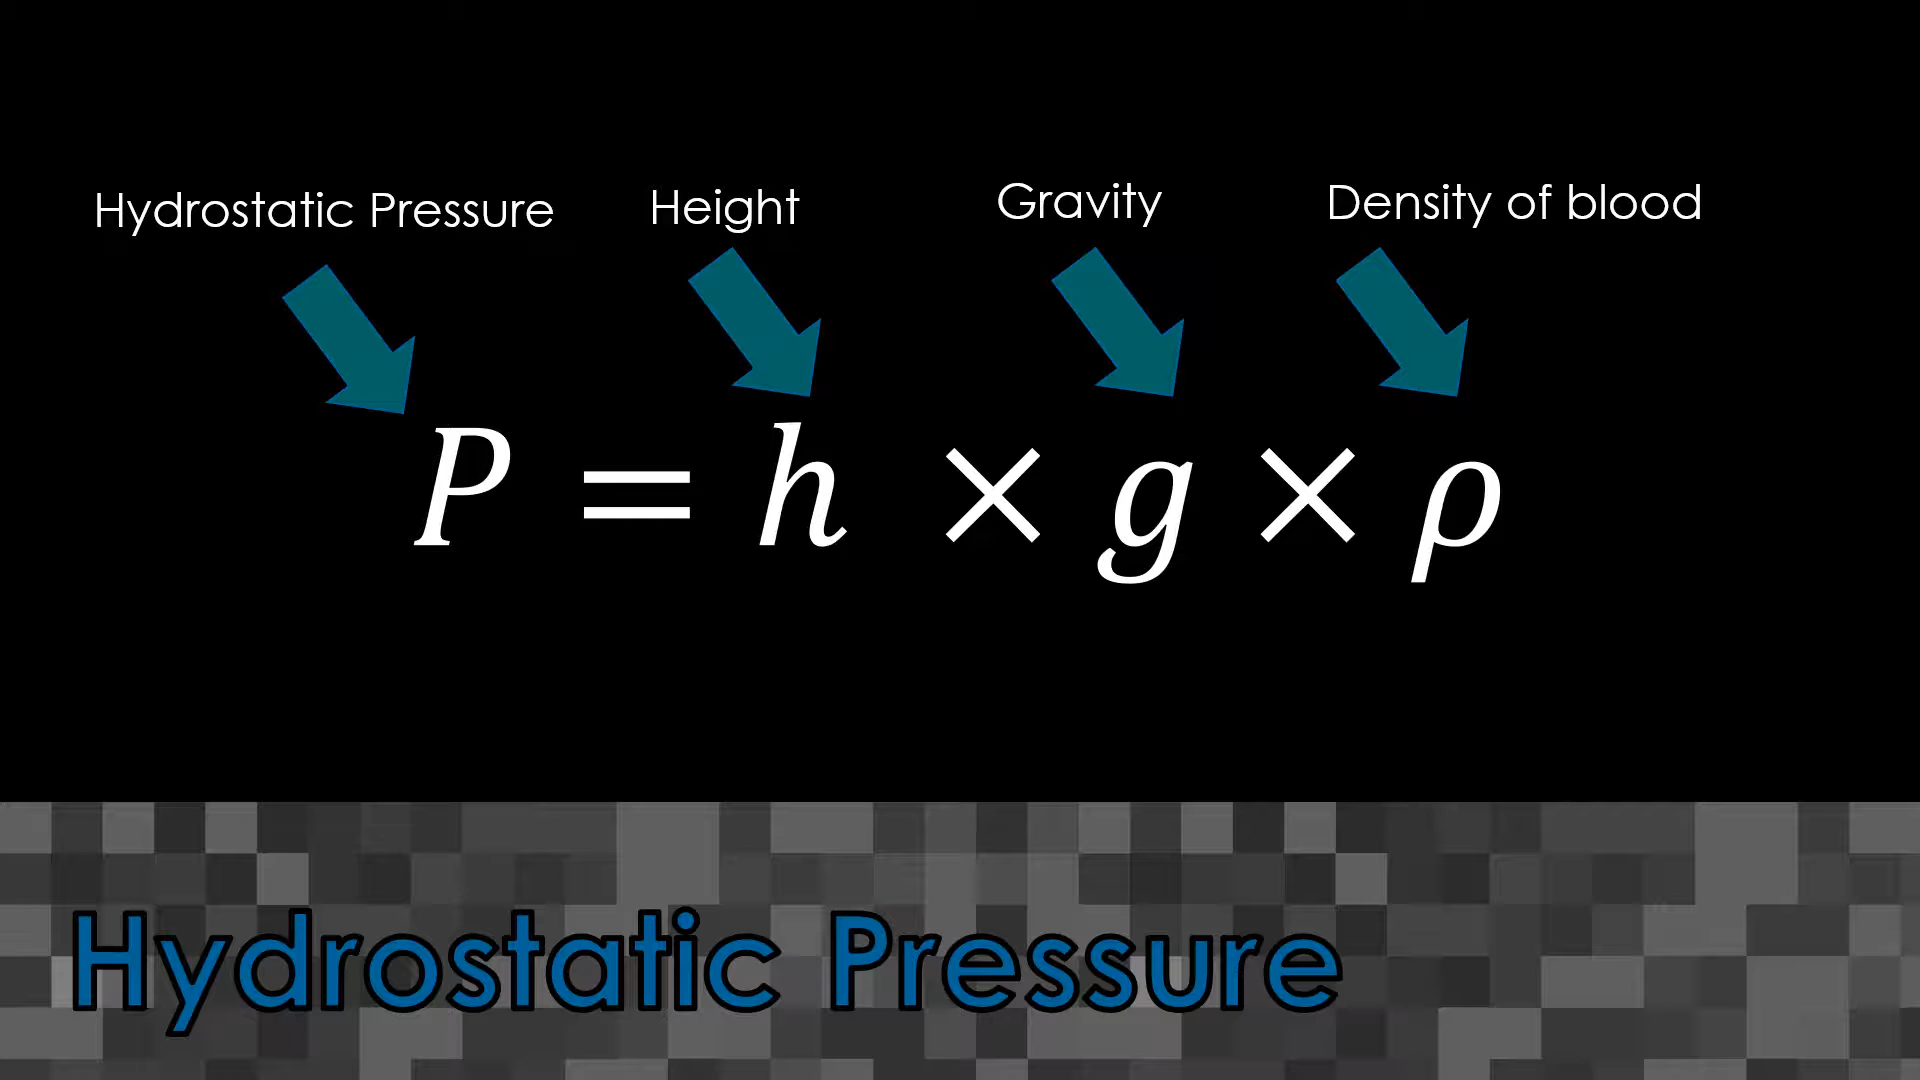 Hydrostatic Pressure
Height
Gravity
Density of blood
P = h × g × ρ
Hydrostatic Pressure